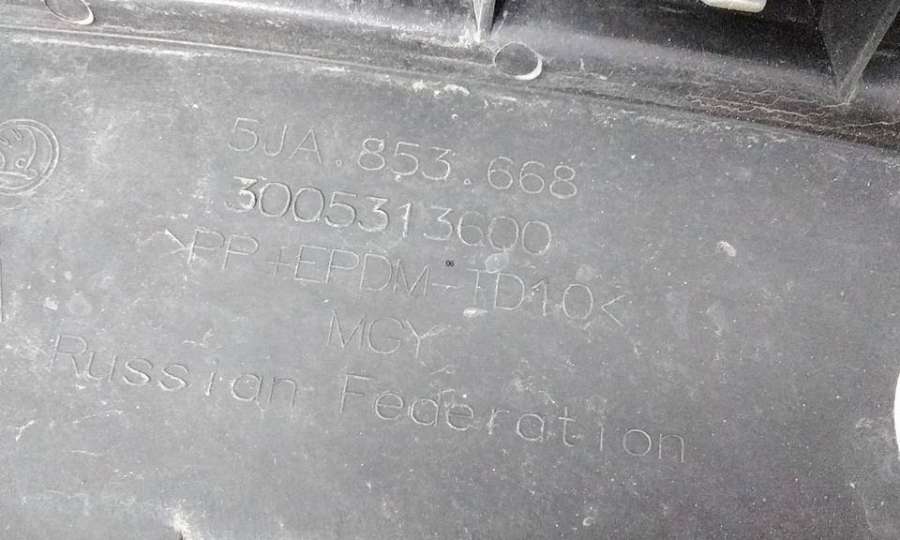 5JA.853.668
3005313600
>PP+EPDM-TD10<
MGY
Russian Federation